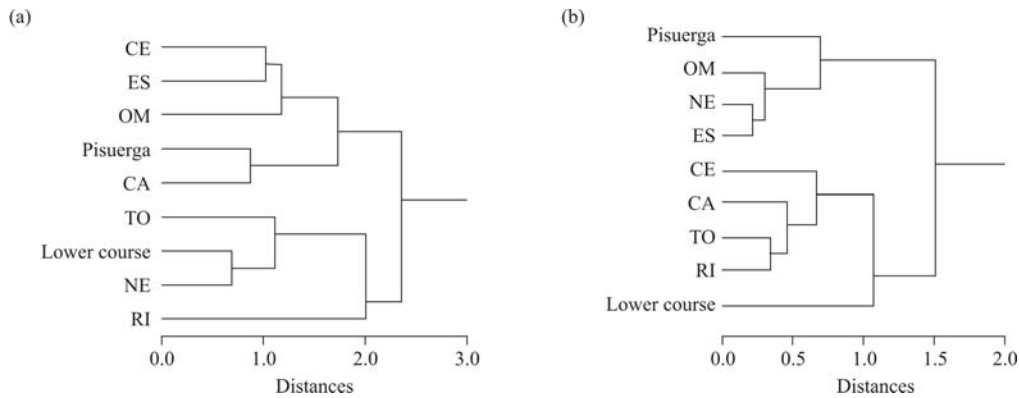 (a)
CE
ES
OM
Pisuerga
CA
TO
Lower course
NE
RI
0.0 1.0 2.0 3.0
Distances
(b)
Pisuerga
OM
NE
ES
CE
CA
TO
RI
Lower course
0.0 0.5 1.0 1.5 2.0
Distances